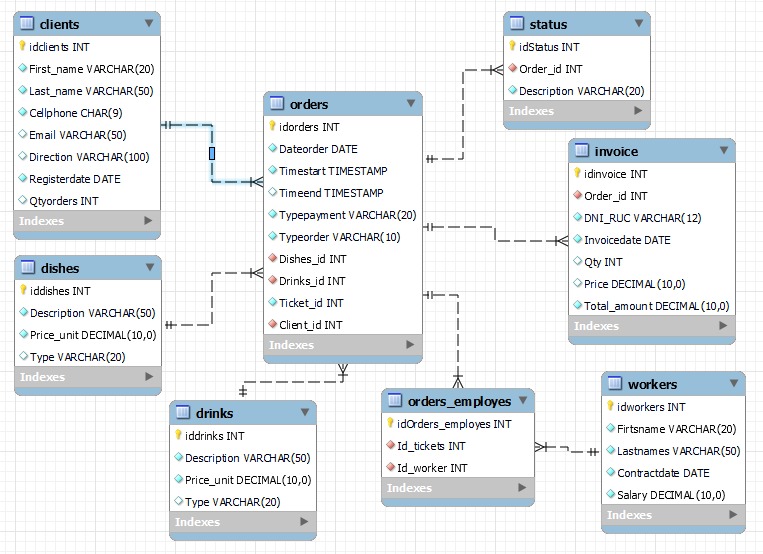 clients
idclients INT
First_name VARCHAR(20)
Last_name VARCHAR(50)
Cellphone CHAR(9)
Email VARCHAR(50)
Direction VARCHAR(100)
Registerdate DATE
Qtyorders INT
Indexes
dishes
iddishes INT
Description VARCHAR(50)
Price_unit DECIMAL(10,0)
Type VARCHAR(20)
Indexes
orders
idorders INT
Dateorder DATE
Timestart TIMESTAMP
Timeend TIMESTAMP
Typepayment VARCHAR(20)
Typeorder VARCHAR(10)
Dishes_id INT
Drinks_id INT
Ticket_id INT
Client_id INT
Indexes
drinks
iddrinks INT
Description VARCHAR(50)
Price_unit DECIMAL(10,0)
Type VARCHAR(20)
Indexes
status
idStatus INT
Order_id INT
Description VARCHAR(20)
Indexes
invoice
idinvoice INT
Order_id INT
DNI_RUC VARCHAR(12)
Invoicedate DATE
Qty INT
Price DECIMAL(10,0)
Total_amount DECIMAL(10,0)
Indexes
orders_employes
idOrders_employes INT
Id_tickets INT
Id_worker INT
Indexes
workers
idworkers INT
Firtsname VARCHAR(20)
Lastnames VARCHAR(50)
Contractdate DATE
Salary DECIMAL(10,0)
Indexes